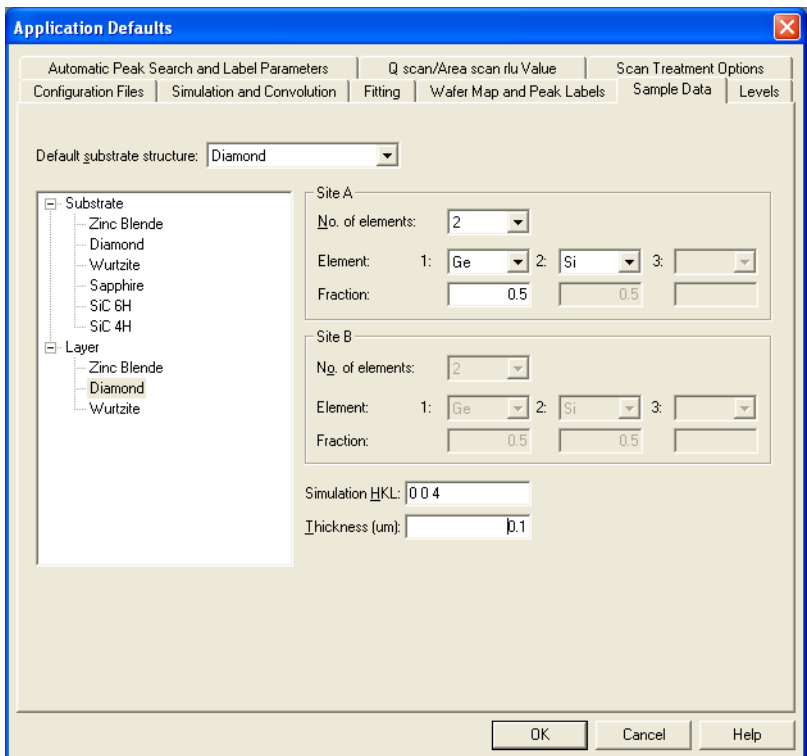 Application Defaults
Automatic Peak Search and Label Parameters Q scan/Area scan rlu Value Scan Treatment Options
Configuration Files Simulation and Convolution Fitting Wafer Map and Peak Labels Sample Data Levels
Default substrate structure: Diamond
Substrate
Zinc Blende
Diamond
Wurtzite
Sapphire
SiC 6H
SiC 4H
Layer
Zinc Blende
Diamond
Wurtzite
Site A
No. of elements: 2
Element: 1: Ge 2: Si 3:
Fraction: 0.5 0.5
Site B
No. of elements: 2
Element: 1: Ge 2: Si 3:
Fraction: 0.5 0.5
Simulation HKL: 0 0 4
Thickness (um): 0.1
OK Cancel Help